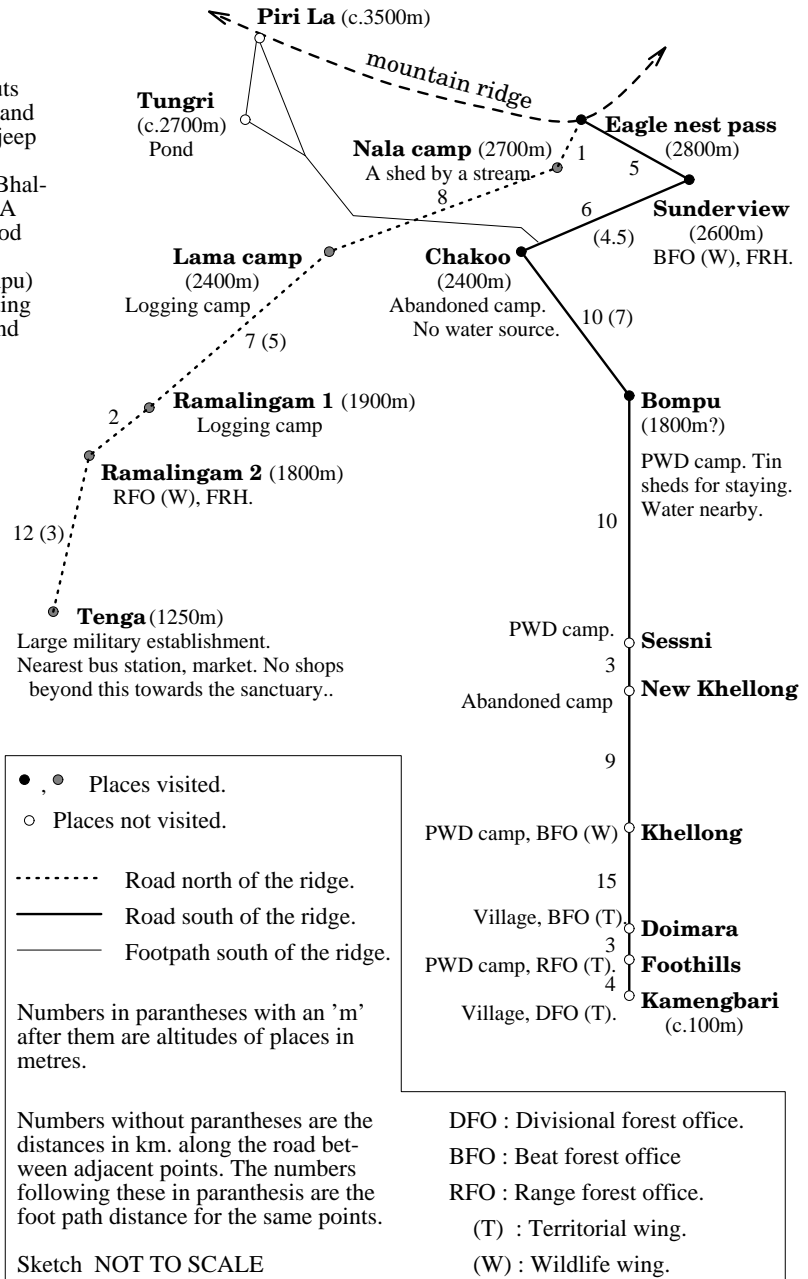 Piri La (c.3500m)
mountain ridge
uts
and
jeep
Bhal-
A
od
pu)
ing
nd
Tungri
(c.2700m)
Pond
Eagle nest pass
(2800m)
Nala camp (2700m)
A shed by a stream
1
5
8
6
(4.5)
Sunderview
(2600m)
BFO (W), FRH.
Lama camp
(2400m)
Logging camp
Chakoo
(2400m)
Abandoned camp.
No water source.
7 (5)
10 (7)
Ramalingam 1 (1900m)
Logging camp
2
Bompu
(1800m?)
PWD camp. Tin
sheds for staying.
Water nearby.
Ramalingam 2 (1800m)
RFO (W), FRH.
12 (3)
10
Tenga (1250m)
Large military establishment.
Nearest bus station, market. No shops
beyond this towards the sanctuary..
PWD camp.
Sessni
3
Abandoned camp
New Khellong
9
PWD camp, BFO (W)
Khellong
15
Village, BFO (T).
Doimara
3
PWD camp, RFO (T).
Foothills
4
Village, DFO (T).
Kamengbari
(c.100m)
, Places visited.
Places not visited.
Road north of the ridge.
Road south of the ridge.
Footpath south of the ridge.
Numbers in parantheses with an 'm'
after them are altitudes of places in
metres.
Numbers without parantheses are the
distances in km. along the road bet-
ween adjacent points. The numbers
following these in paranthesis are the
foot path distance for the same points.
Sketch NOT TO SCALE
DFO : Divisional forest office.
BFO : Beat forest office
RFO : Range forest office.
(T) : Territorial wing.
(W) : Wildlife wing.